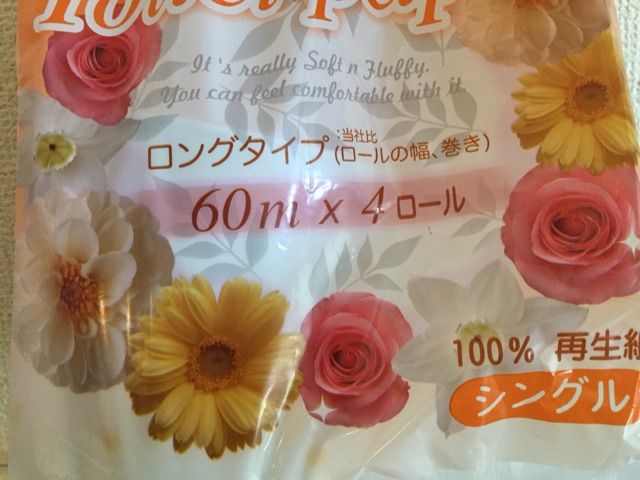 It's really Soft n Fluffy.
You can feel comfortable with it.
:当社比
ロングタイプ(ロールの幅、巻き)
60m x 4ロール
100% 再生
シングル